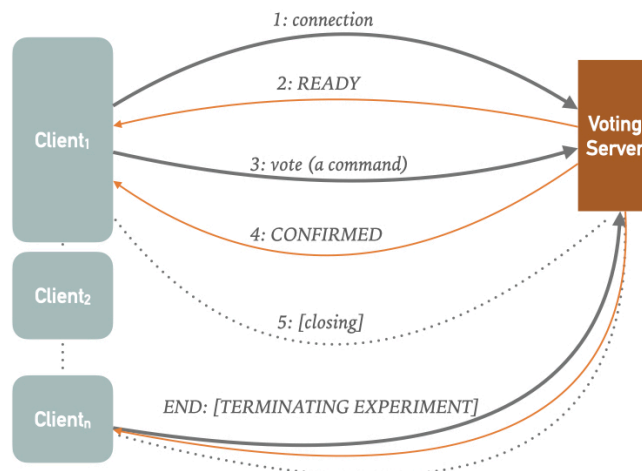 1: connection
2: READY
Client₁
Voting
Server
3: vote (a command)
4: CONFIRMED
Client₂
5: [closing]
END: [TERMINATING EXPERIMENT]
Clientₙ